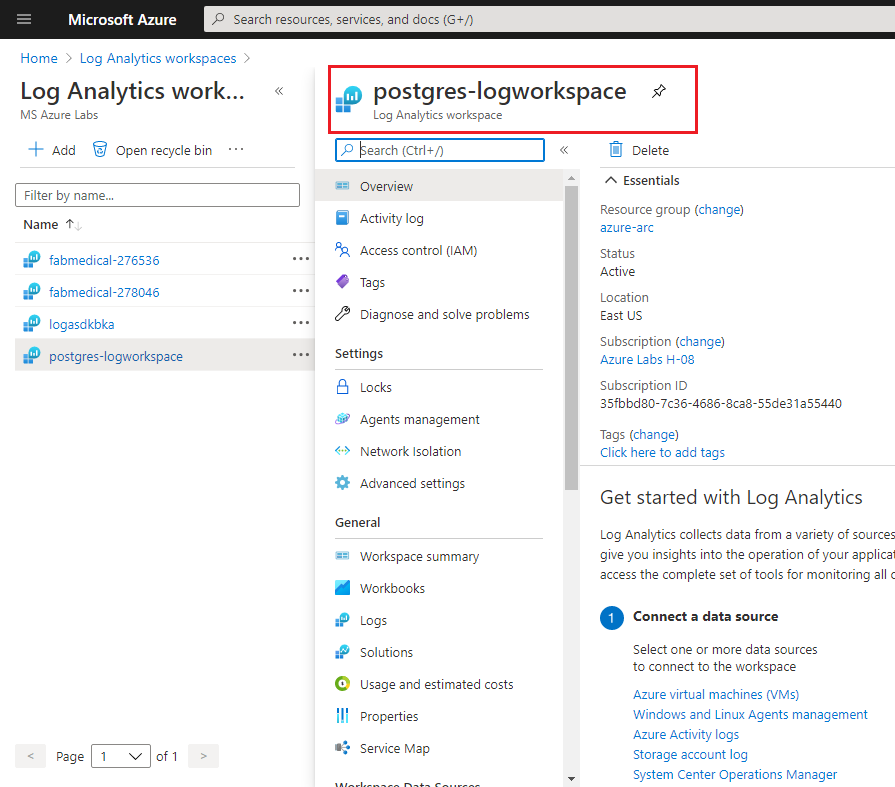 Microsoft Azure
Search resources, services, and docs (G+/)
Home > Log Analytics workspaces >
Log Analytics work...
MS Azure Labs
Add
Open recycle bin
Filter by name...
Name
fabmedical-276536
fabmedical-278046
logasdkbka
postgres-logworkspace
< Page 1 of 1 >
postgres-logworkspace
Log Analytics workspace
Search (Ctrl+/)
Overview
Activity log
Access control (IAM)
Tags
Diagnose and solve problems
Settings
Locks
Agents management
Network Isolation
Advanced settings
General
Workspace summary
Workbooks
Logs
Solutions
Usage and estimated costs
Properties
Service Map
Workspace Data Sources
Delete
Essentials
Resource group (change)
azure-arc
Status
Active
Location
East US
Subscription (change)
Azure Labs H-08
Subscription ID
35fbbd80-7c36-4686-8ca8-55de31a55440
Tags (change)
Click here to add tags
Get started with Log Analytics
Log Analytics collects data from a variety of sources
give you insights into the operation of your applicat
access the complete set of tools for monitoring all
1 Connect a data source
Select one or more data sources
to connect to the workspace
Azure virtual machines (VMs)
Windows and Linux Agents management
Azure Activity logs
Storage account log
System Center Operations Manager